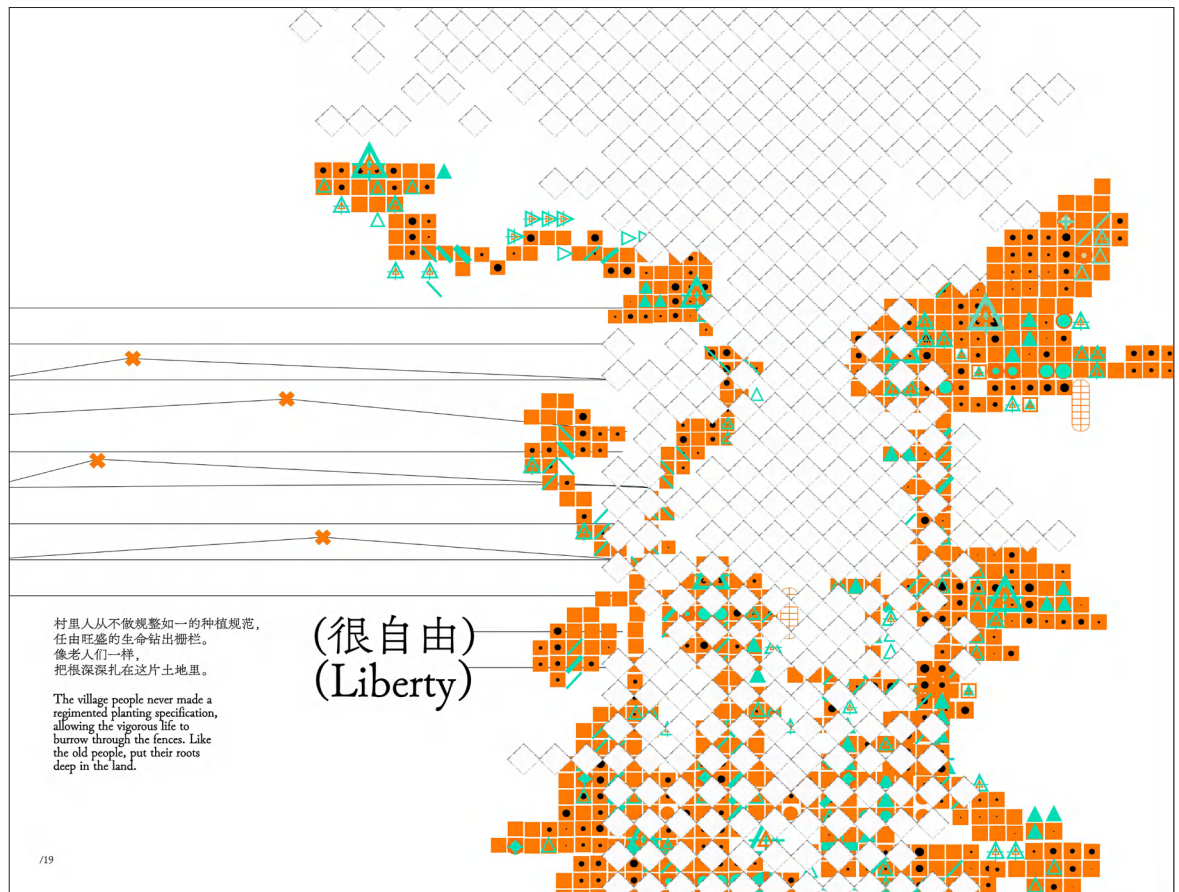 村里人从不做规整如一的种植规范，
任由旺盛的生命钻出栅栏。
像老人们一样，
把根深深扎在这片土地里。
The village people never made a
regimented planting specification,
allowing the vigorous life to
burrow through the fences. Like
the old people, put their roots
deep in the land.
(很自由)
(Liberty)
/19